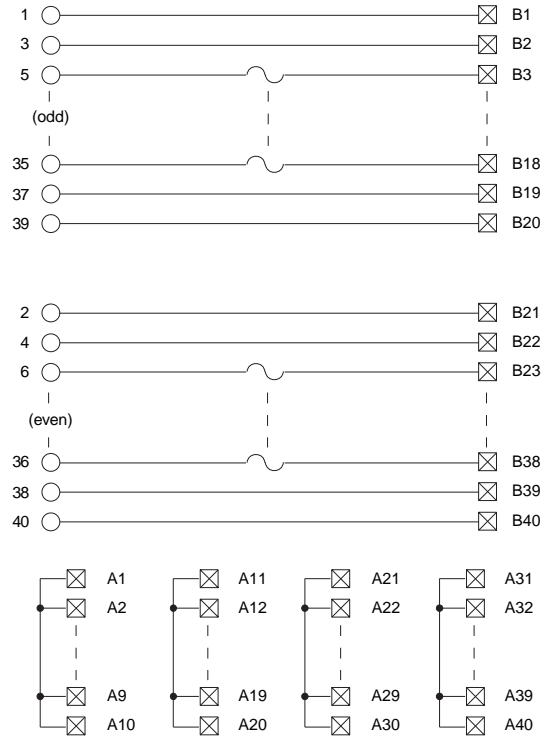 1 B1
3 B2
5 B3
(odd)
35 B18
37 B19
39 B20
2 B21
4 B22
6 B23
(even)
36 B38
38 B39
40 B40
A1 A11 A21 A31
A2 A12 A22 A32
A9 A19 A29 A39
A10 A20 A30 A40